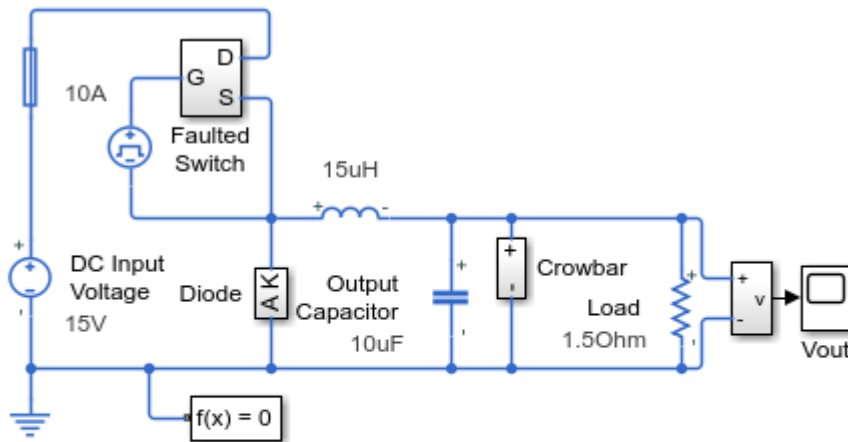 D
G
S
10A
Faulted
Switch
15uH
+
-
+
-
DC Input
Voltage
15V
+
-
Diode
A K
Output
Capacitor
10uF
+
-
+
-
Crowbar
Load
1.5Ohm
+
-
+
-
v
Vout
f(x) = 0